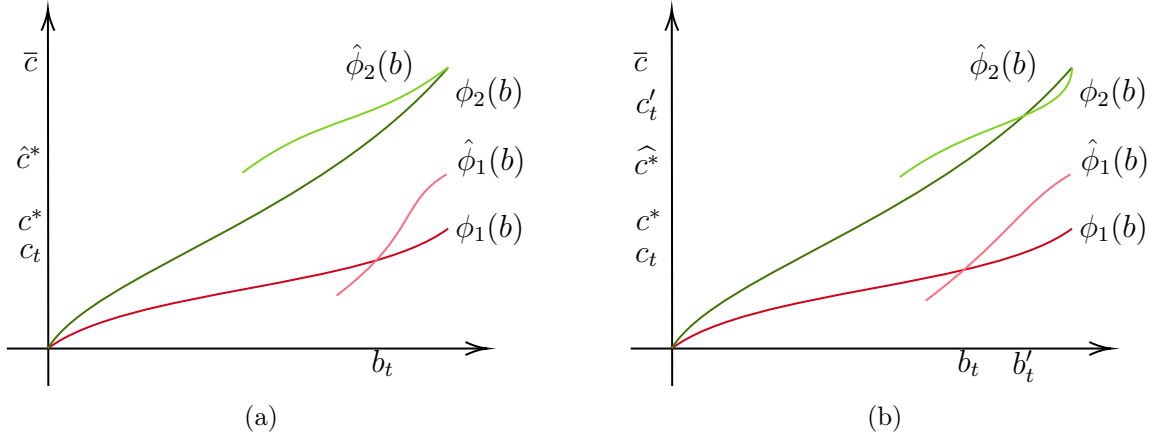 c̅
ĉ*
c*
c_t
ϕ̂₂(b)
ϕ₂(b)
ϕ̂₁(b)
ϕ₁(b)
b_t
(a)
c̅
c′_t
ĉ*
c*
c_t
ϕ̂₂(b)
ϕ₂(b)
ϕ̂₁(b)
ϕ₁(b)
b_t b′_t
(b)